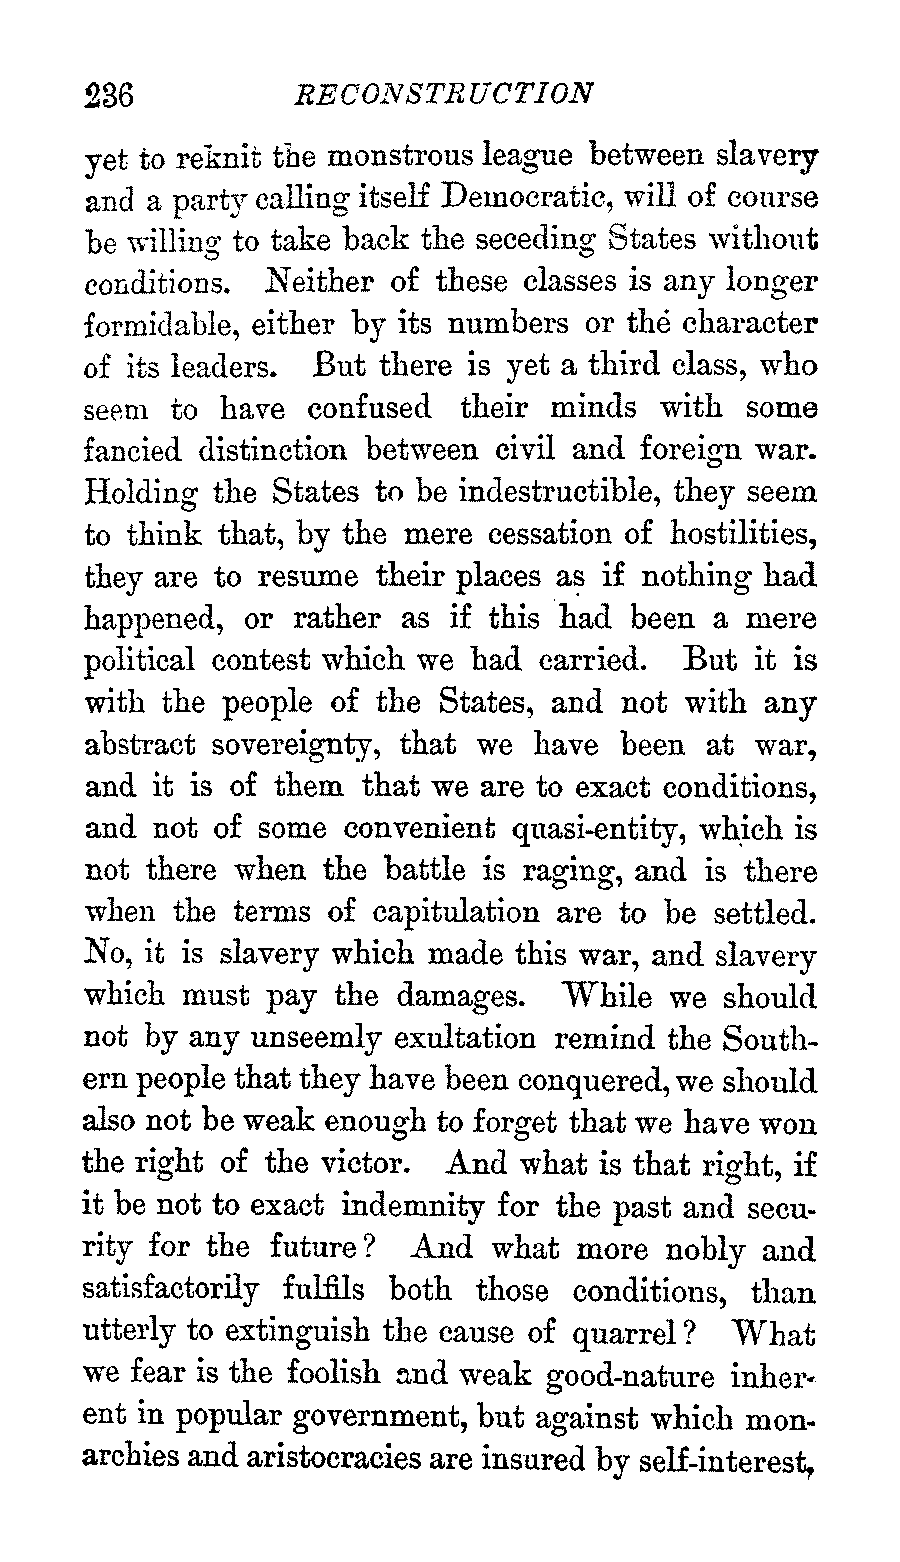 236 RECONSTRUCTION
yet to reknit the monstrous league between slavery
and a party calling itself Democratic, will of course
be willing to take back the seceding States without
conditions. Neither of these classes is any longer
formidable, either by its numbers or the character
of its leaders. But there is yet a third class, who
seem to have confused their minds with some
fancied distinction between civil and foreign war.
Holding the States to be indestructible, they seem
to think that, by the mere cessation of hostilities,
they are to resume their places as if nothing had
happened, or rather as if this had been a mere
political contest which we had carried. But it is
with the people of the States, and not with any
abstract sovereignty, that we have been at war,
and it is of them that we are to exact conditions,
and not of some convenient quasi-entity, which is
not there when the battle is raging, and is there
when the terms of capitulation are to be settled.
No, it is slavery which made this war, and slavery
which must pay the damages. While we should
not by any unseemly exultation remind the South-
ern people that they have been conquered, we should
also not be weak enough to forget that we have won
the right of the victor. And what is that right, if
it be not to exact indemnity for the past and secu-
rity for the future? And what more nobly and
satisfactorily fulfils both those conditions, than
utterly to extinguish the cause of quarrel? What
we fear is the foolish and weak good-nature inher-
ent in popular government, but against which mon-
archies and aristocracies are insured by self-interest,